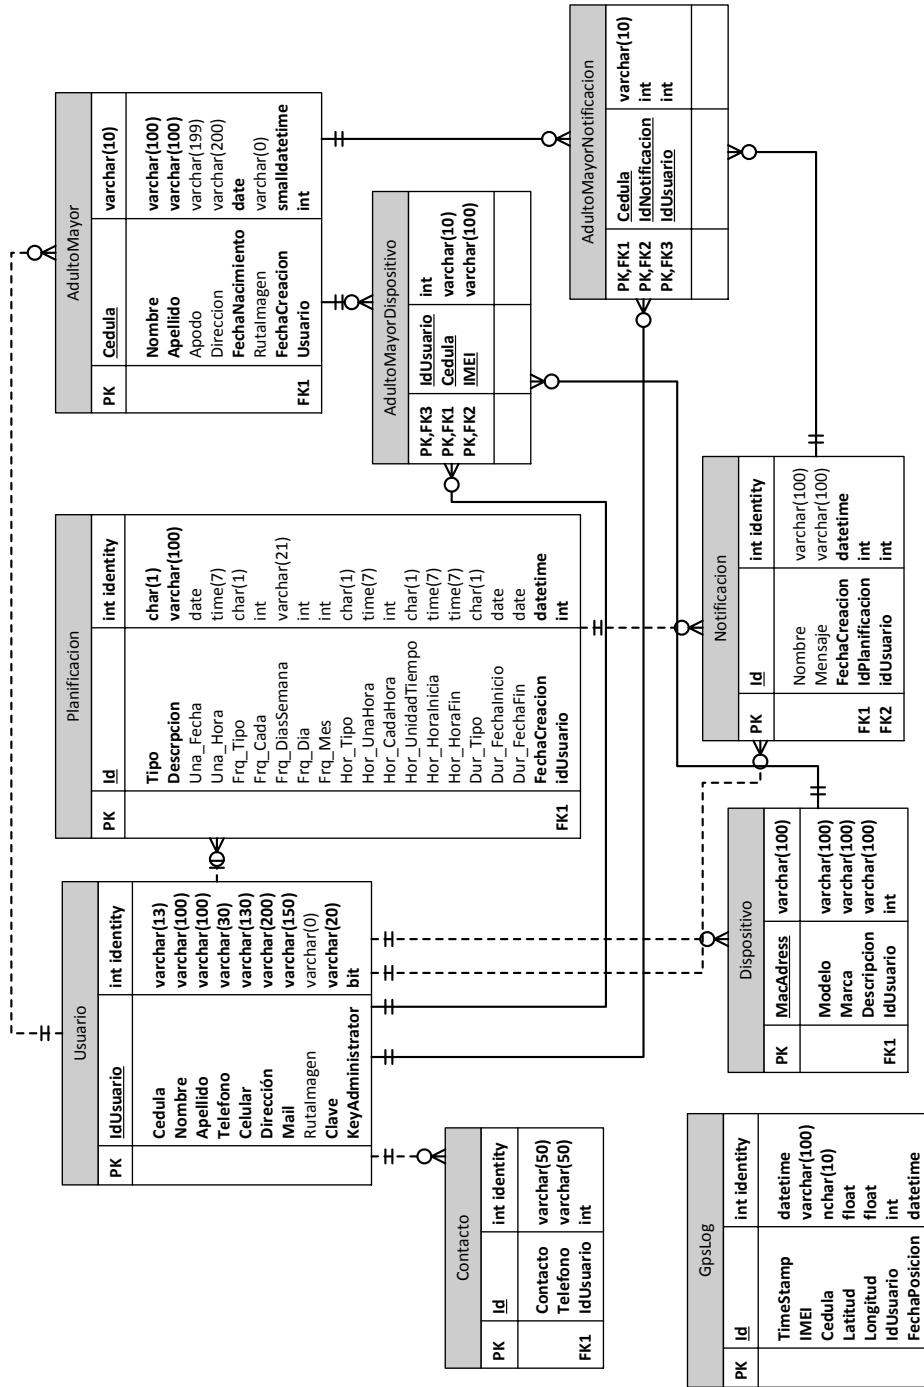 AdultoMayor
PK Cedula varchar(10)
Nombre varchar(100)
Apellido varchar(100)
Apodo varchar(199)
Direccion varchar(200)
FechaNacimiento date
RutaImagen varchar(0)
FechaCreacion smalldatetime
FK1 Usuario int
AdultoMayorDispositivo
PK,FK3 IdUsuario int
PK,FK1 Cedula varchar(10)
PK,FK2 IMEI varchar(100)
AdultoMayorNotificacion
PK,FK1 Cedula varchar(10)
PK,FK2 IdNotificacion int
PK,FK3 IdUsuario int
Planificacion
PK Id int identity
Tipo char(1)
Descrpcion varchar(100)
Una_Fecha date
Una_Hora time(7)
Frq_Tipo char(1)
Frq_Cada int
Frq_DiasSemana varchar(21)
Frq_Dia int
Frq_Mes int
Hor_Tipo char(1)
Hor_UnaHora time(7)
Hor_CadaHora int
Hor_UnidadTiempo char(1)
Hor_HoraInicia time(7)
Hor_HoraFin time(7)
Dur_Tipo char(1)
Dur_FechaInicio date
Dur_FechaFin date
FechaCreacion datetime
FK1 idUsuario int
Notificacion
PK Id int identity
Nombre varchar(100)
Mensaje varchar(100)
FechaCreacion datetime
FK1 IdPlanificacion int
FK2 idUsuario int
Usuario
PK IdUsuario int identity
Cedula varchar(13)
Nombre varchar(100)
Apellido varchar(100)
Telefono varchar(30)
Celular varchar(130)
Dirección varchar(200)
Mail varchar(150)
RutaImagen varchar(0)
Clave varchar(20)
KeyAdministrator bit
Dispositivo
PK MacAdress varchar(100)
Modelo varchar(100)
Marca varchar(100)
Descripcion varchar(100)
FK1 IdUsuario int
Contacto
PK Id int identity
Contacto varchar(50)
Telefono varchar(50)
FK1 IdUsuario int
GpsLog
PK Id int identity
TimeStamp datetime
IMEI varchar(100)
Cedula nchar(10)
Latitud float
Longitud float
IdUsuario int
FechaPosicion datetime